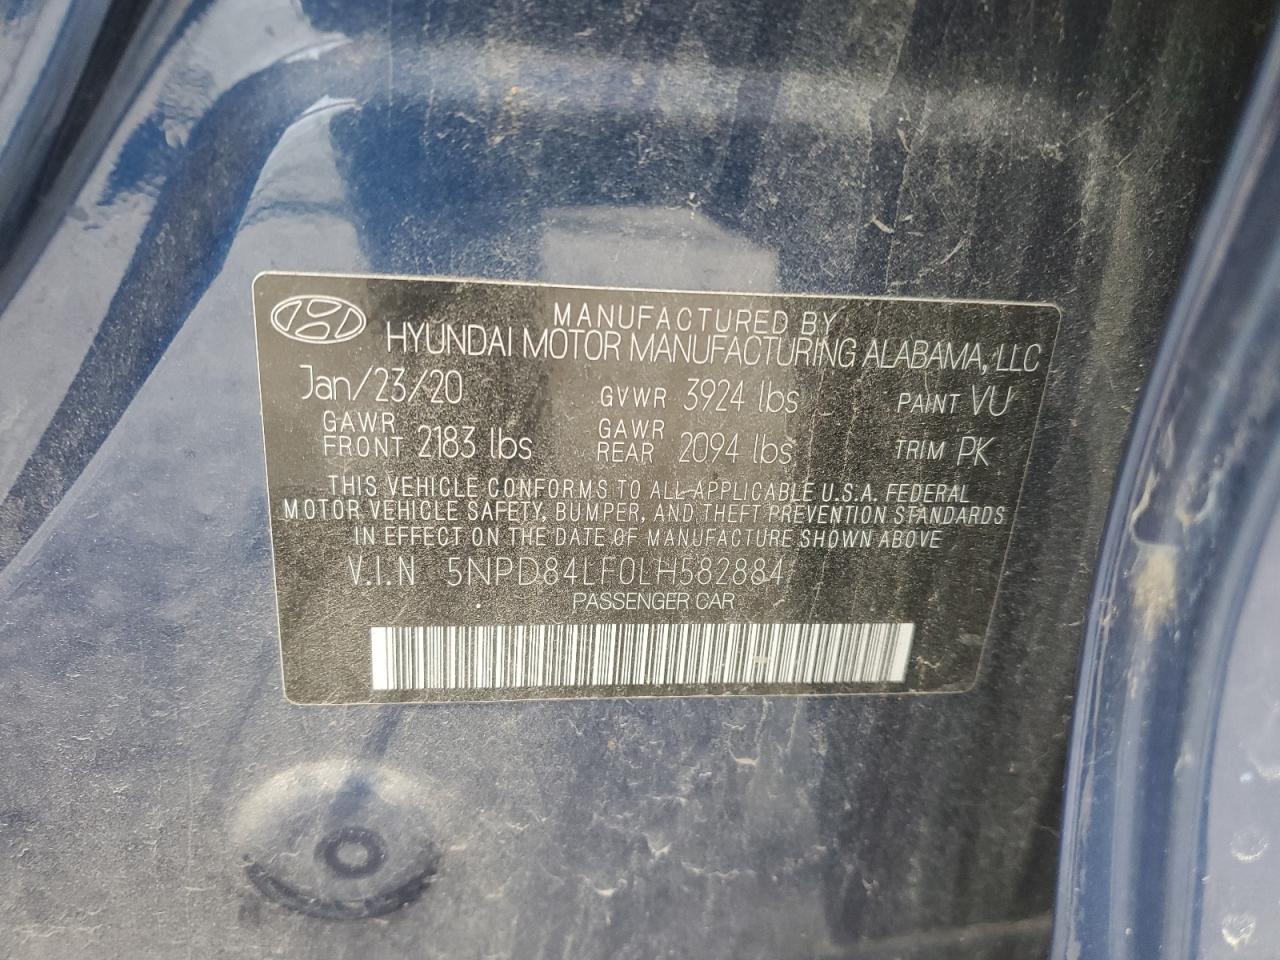 MANUFACTURED BY
HYUNDAI MOTOR MANUFACTURING ALABAMA, LLC
Jan/23/20 GVWR 3924 lbs PAINT VU
GAWR FRONT 2183 lbs GAWR REAR 2094 lbs TRIM PK
THIS VEHICLE CONFORMS TO ALL APPLICABLE U.S.A. FEDERAL
MOTOR VEHICLE SAFETY, BUMPER, AND THEFT PREVENTION STANDARDS
IN EFFECT ON THE DATE OF MANUFACTURE SHOWN ABOVE
V.I.N 5NPD84LF0LH582884
PASSENGER CAR